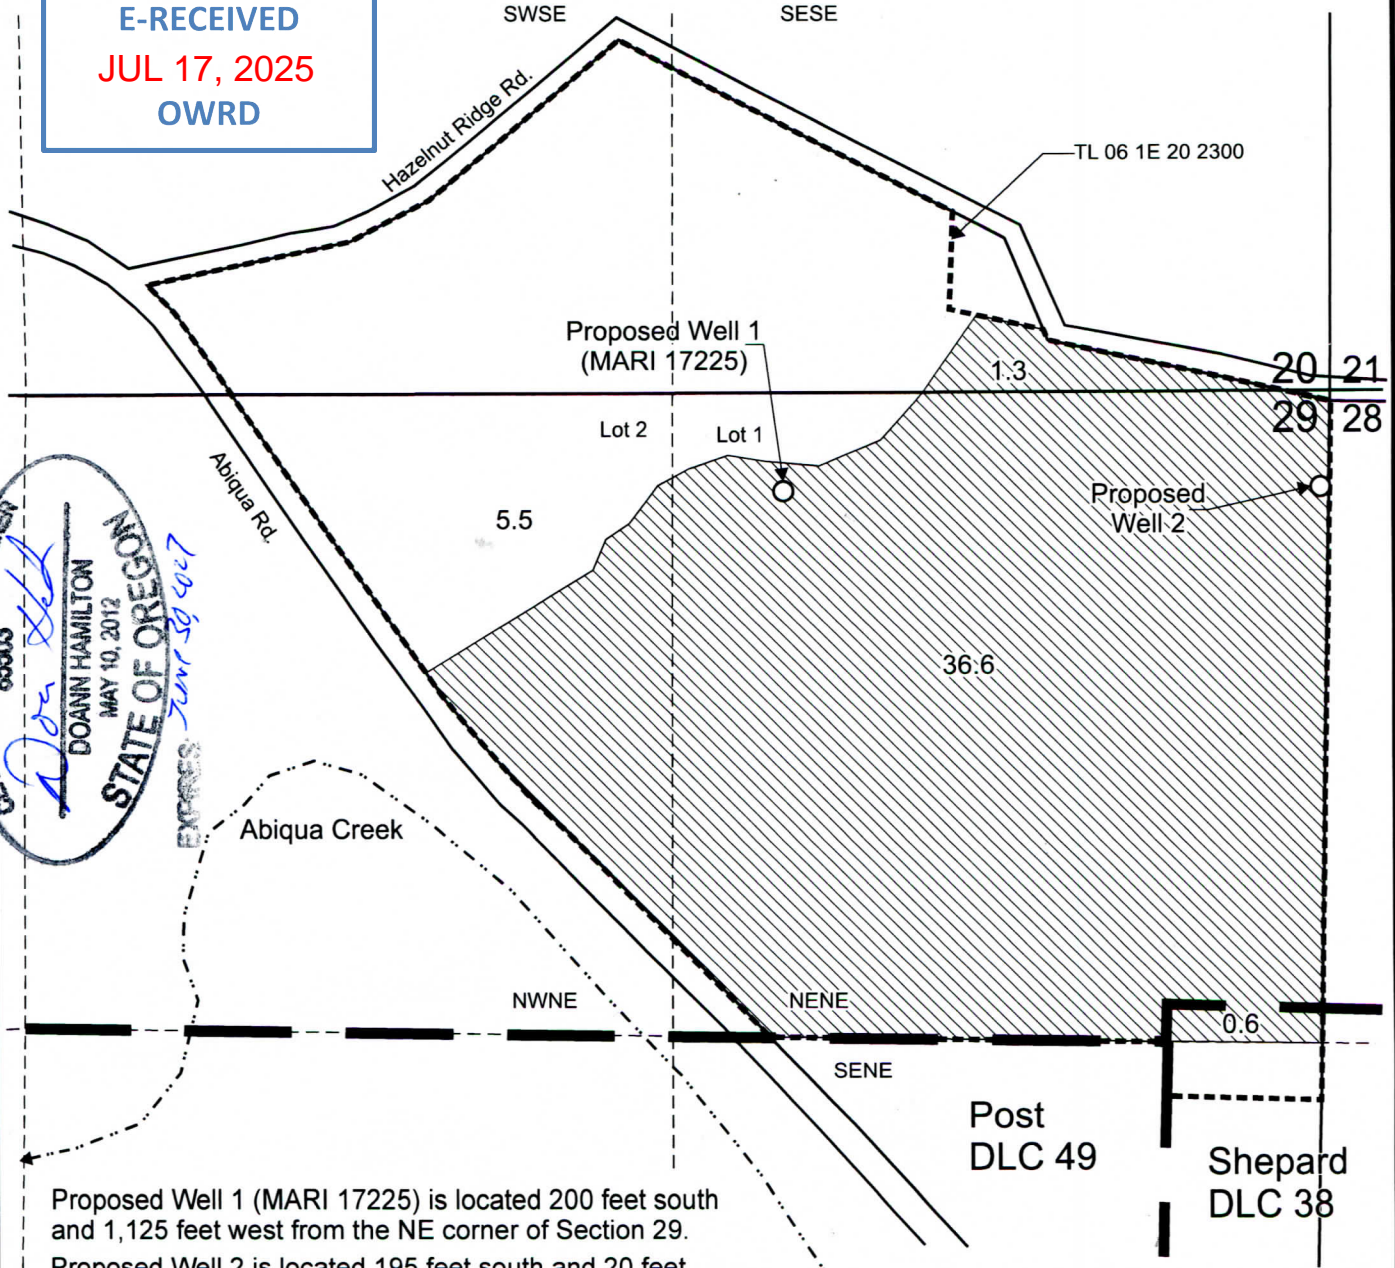 E-RECEIVED
JUL 17, 2025
OWRD
SWSE
SESE
Hazelnut Ridge Rd.
TL 06 1E 20 2300
Proposed Well 1
(MARI 17225)
1.3
20 21
29 28
Lot 2
Lot 1
Abiqua Rd.
5.5
Proposed
Well 2
36.6
DOANN HAMILTON
MAY 10, 2012
STATE OF OREGON
EXPIRES:
Abiqua Creek
NWNE
NENE
0.6
SENE
Post
DLC 49
Shepard
DLC 38
Proposed Well 1 (MARI 17225) is located 200 feet south
and 1,125 feet west from the NE corner of Section 29.
Proposed Well 2 is located 195 feet south and 20 feet